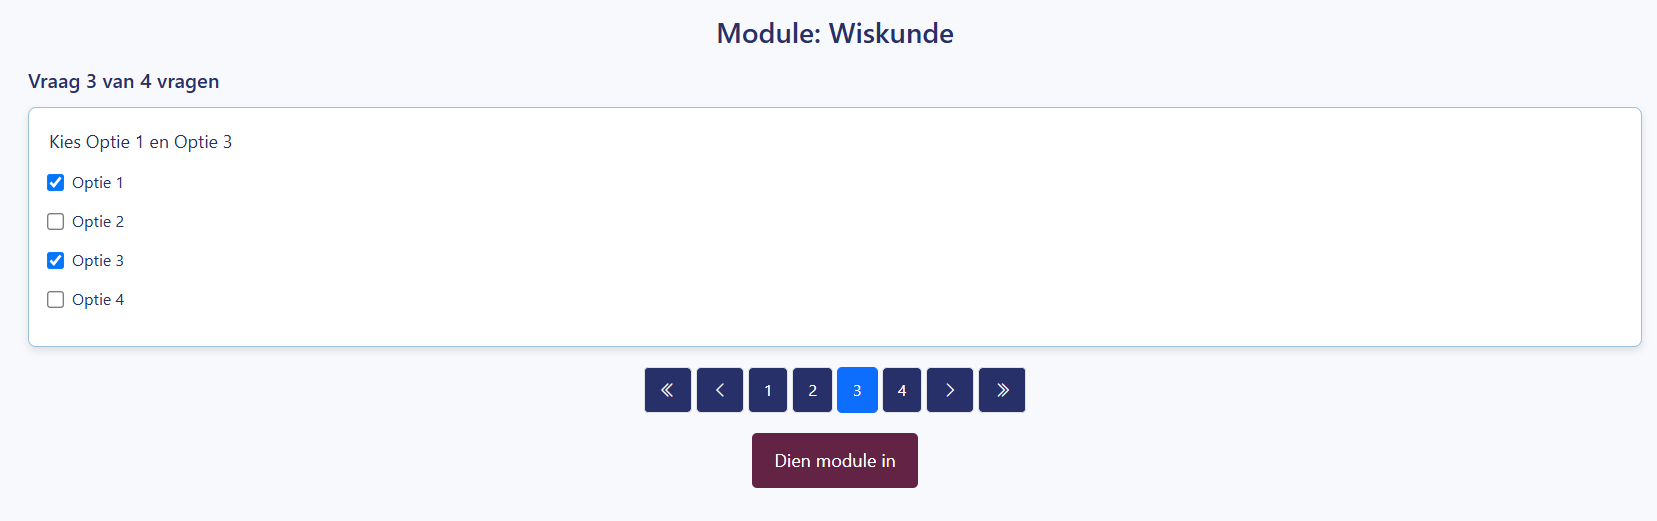 Module: Wiskunde
Vraag 3 van 4 vragen
Kies Optie 1 en Optie 3
Optie 1
Optie 2
Optie 3
Optie 4
1 2 3 4
Dien module in